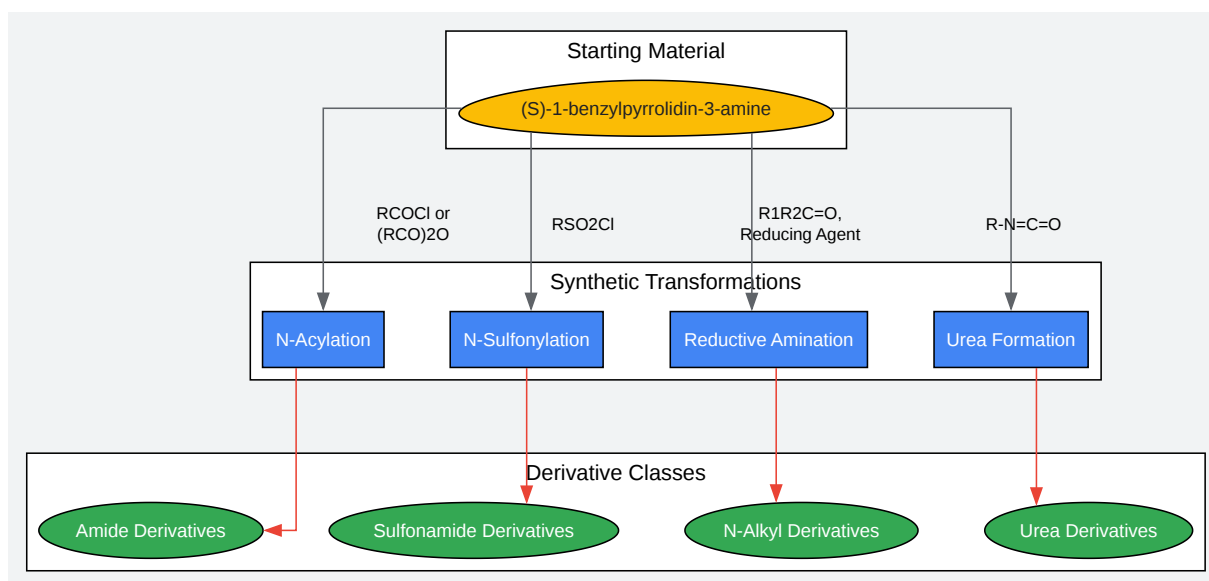 Starting Material
(S)-1-benzylpyrrolidin-3-amine
RCOCl or
(RCO)2O
RSO2Cl
R1R2C=O,
Reducing Agent
R-N=C=O
Synthetic Transformations
N-Acylation
N-Sulfonylation
Reductive Amination
Urea Formation
Derivative Classes
Amide Derivatives
Sulfonamide Derivatives
N-Alkyl Derivatives
Urea Derivatives